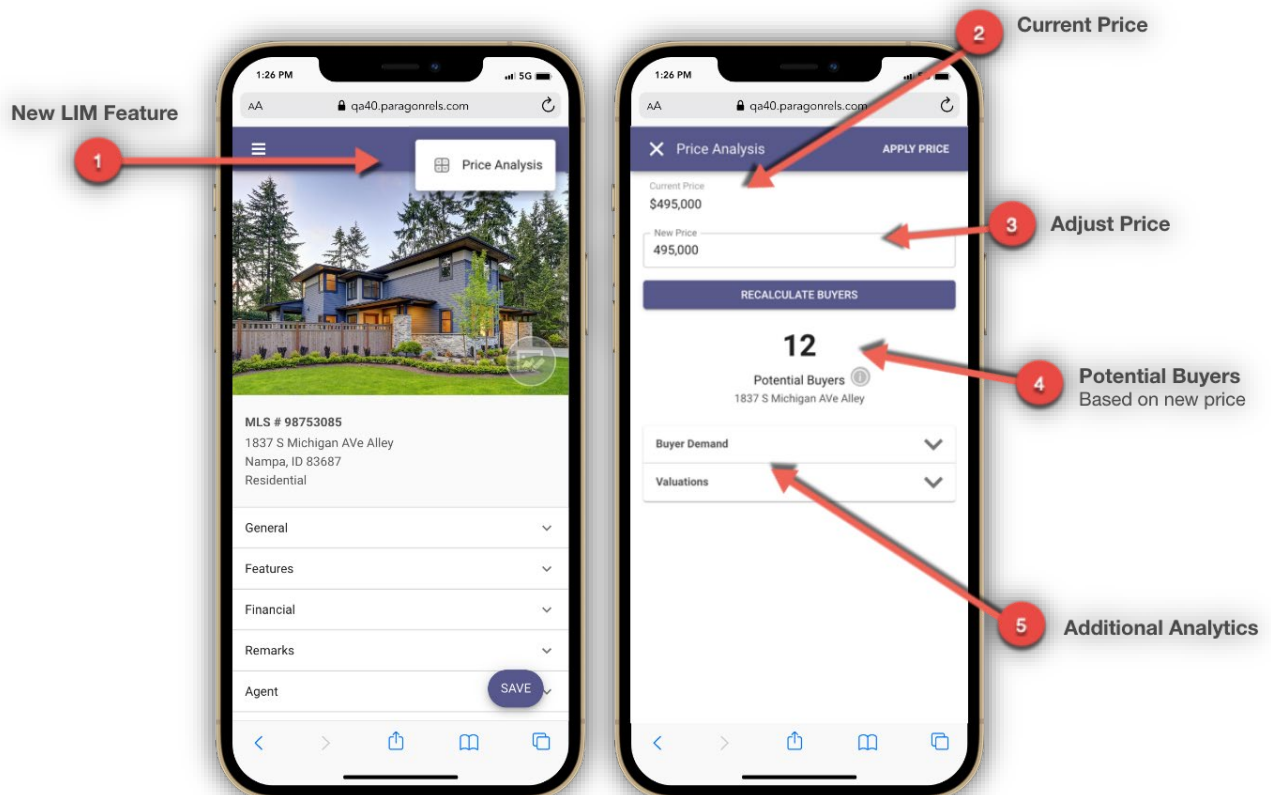 New LIM Feature
1
1:26 PM
5G
AA
qa40.paragonrels.com
Price Analysis
MLS # 98753085
1837 S Michigan AVe Alley
Nampa, ID 83687
Residential
General
Features
Financial
Remarks
Agent
SAVE
2
Current Price
1:26 PM
AA
qa40.paragonrels.com
Price Analysis
APPLY PRICE
Current Price
$495,000
New Price
495,000
3
Adjust Price
RECALCULATE BUYERS
12
Potential Buyers
1837 S Michigan AVe Alley
4
Potential Buyers
Based on new price
Buyer Demand
Valuations
5
Additional Analytics